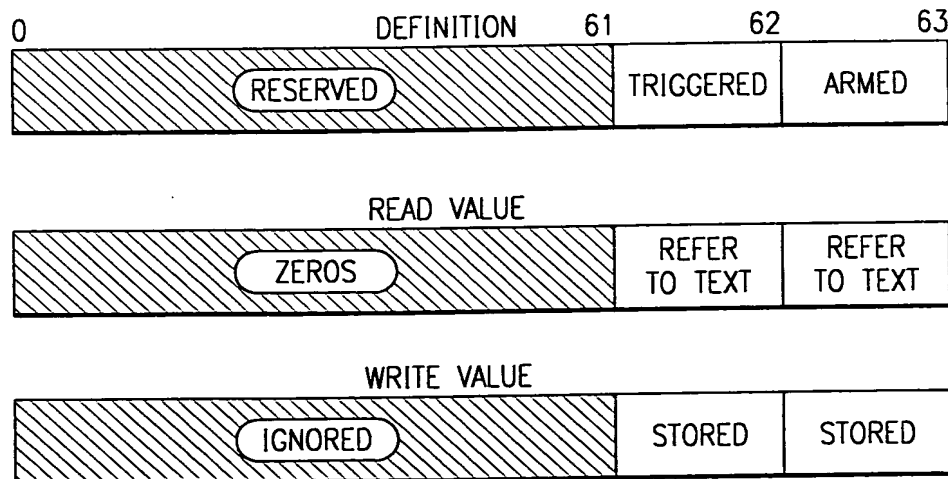 0 DEFINITION 61 62 63
RESERVED TRIGGERED ARMED
READ VALUE
ZEROS REFER TO TEXT REFER TO TEXT
WRITE VALUE
IGNORED STORED STORED